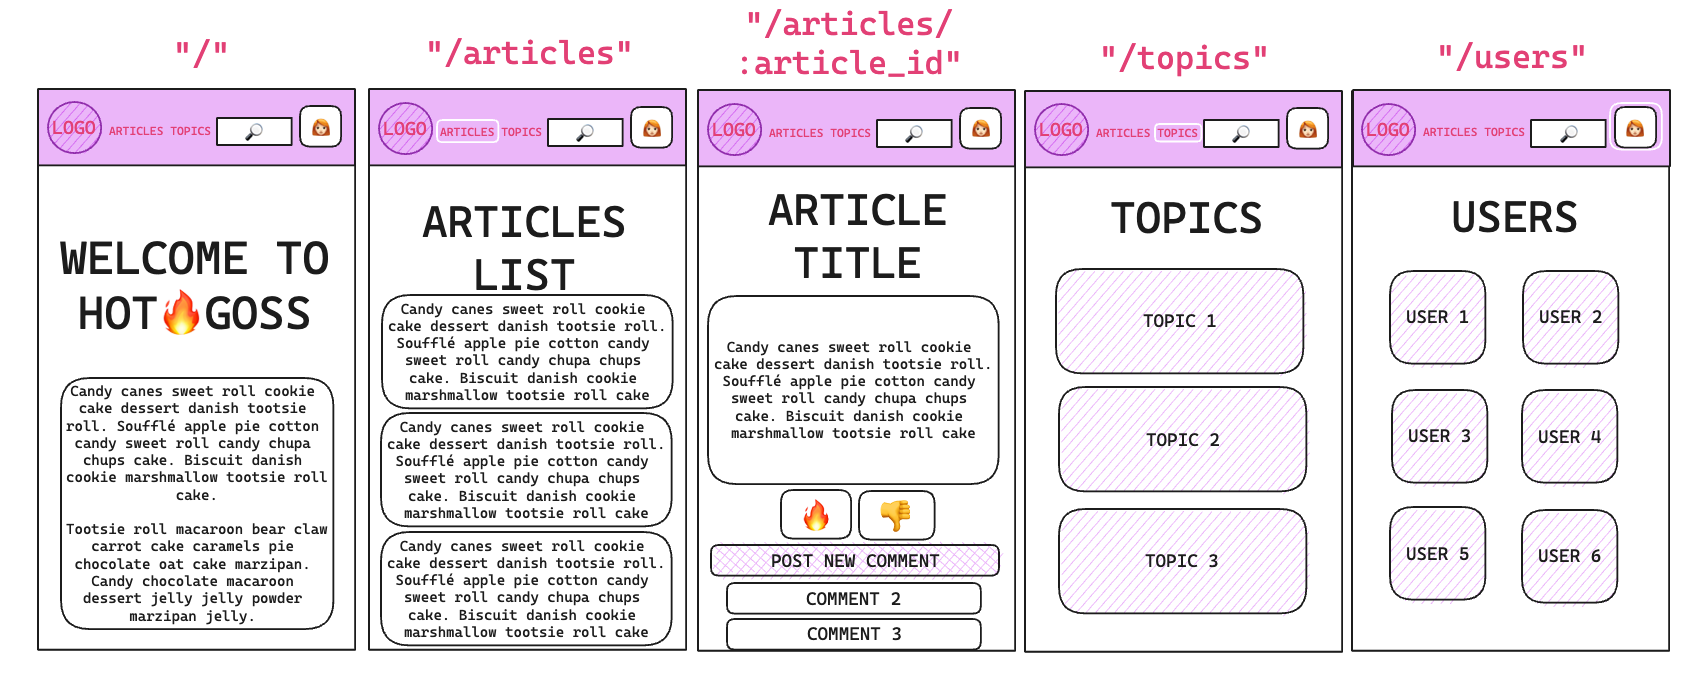 "/"
LOGO
ARTICLES TOPICS
WELCOME TO
HOT🔥GOSS
Candy canes sweet roll cookie
cake dessert danish tootsie
roll. Soufflé apple pie cotton
candy sweet roll candy chupa
chups cake. Biscuit danish
cookie marshmallow tootsie roll
cake.
Tootsie roll macaroon bear claw
carrot cake caramels pie
chocolate oat cake marzipan.
Candy chocolate macaroon
dessert jelly jelly powder
marzipan jelly.
"/articles"
LOGO
ARTICLES TOPICS
ARTICLES
LIST
Candy canes sweet roll cookie
cake dessert danish tootsie roll.
Soufflé apple pie cotton candy
sweet roll candy chupa chups
cake. Biscuit danish cookie
marshmallow tootsie roll cake
Candy canes sweet roll cookie
cake dessert danish tootsie roll.
Soufflé apple pie cotton candy
sweet roll candy chupa chups
cake. Biscuit danish cookie
marshmallow tootsie roll cake
Candy canes sweet roll cookie
cake dessert danish tootsie roll.
Soufflé apple pie cotton candy
sweet roll candy chupa chups
cake. Biscuit danish cookie
marshmallow tootsie roll cake
"/articles/
:article_id"
LOGO
ARTICLES TOPICS
ARTICLE
TITLE
Candy canes sweet roll cookie
cake dessert danish tootsie roll.
Soufflé apple pie cotton candy
sweet roll candy chupa chups
cake. Biscuit danish cookie
marshmallow tootsie roll cake
POST NEW COMMENT
COMMENT 2
COMMENT 3
"/topics"
LOGO
ARTICLES TOPICS
TOPICS
TOPIC 1
TOPIC 2
TOPIC 3
"/users"
LOGO
ARTICLES TOPICS
USERS
USER 1
USER 2
USER 3
USER 4
USER 5
USER 6